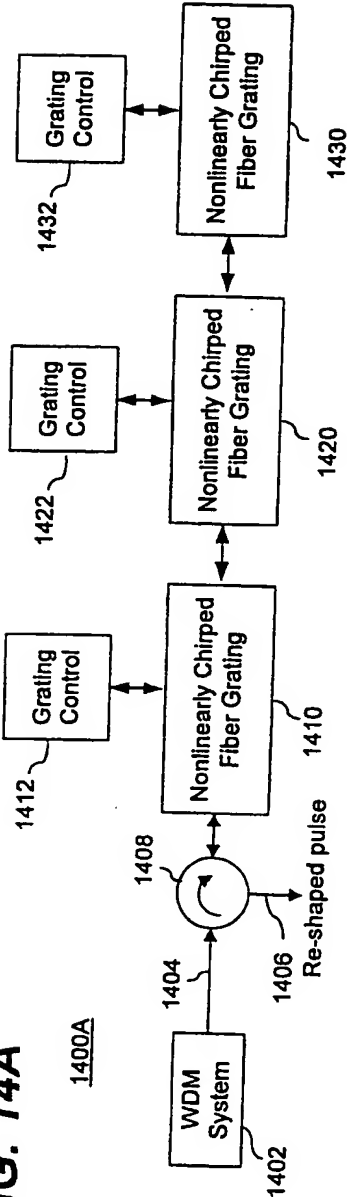 G. 14A
1400A
WDM
System
1402
1404
1408
1406
Re-shaped pulse
Grating
Control
1412
Nonlinearly Chirped
Fiber Grating
1410
Grating
Control
1422
Nonlinearly Chirped
Fiber Grating
1420
Grating
Control
1432
Nonlinearly Chirped
Fiber Grating
1430